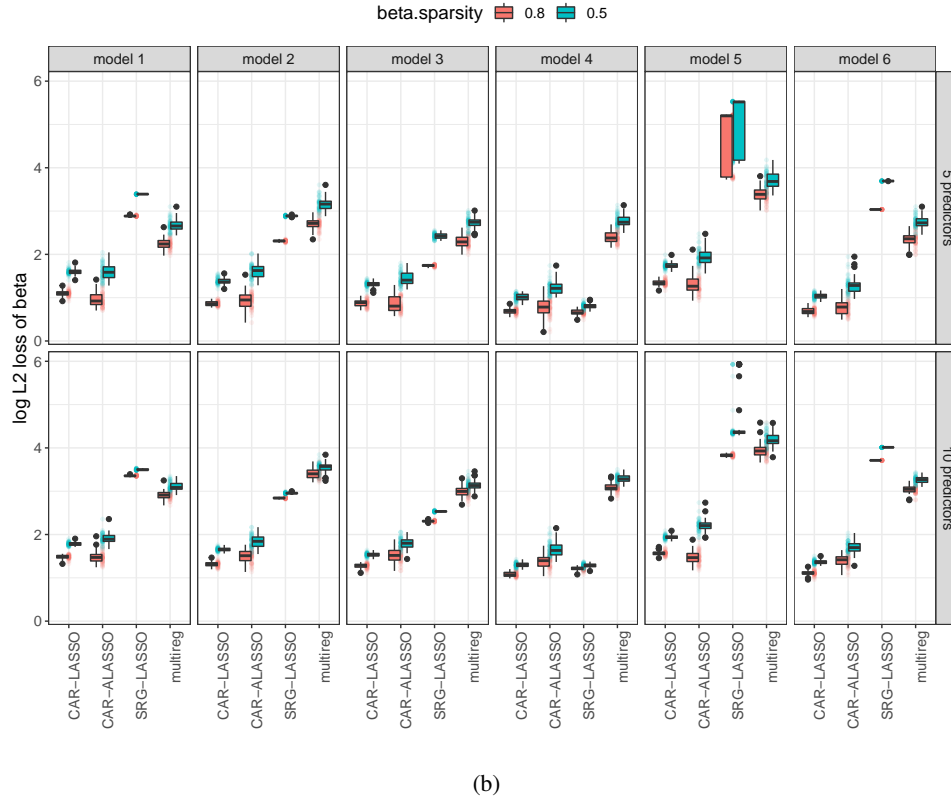 beta.sparsity 0.8 0.5
model 1 model 2 model 3 model 4 model 5 model 6
log L2 loss of beta
6
4
2
0
5 predictors
6
4
2
0
10 predictors
CAR−LASSO CAR−ALASSO SRG−LASSO multireg CAR−LASSO CAR−ALASSO SRG−LASSO multireg CAR−LASSO CAR−ALASSO SRG−LASSO multireg CAR−LASSO CAR−ALASSO SRG−LASSO multireg CAR−LASSO CAR−ALASSO SRG−LASSO multireg CAR−LASSO CAR−ALASSO SRG−LASSO multireg
(b)